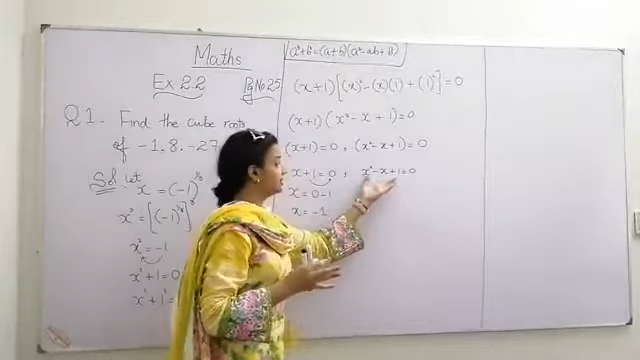 Maths
Ex 2.2 Pg No 25
Q1. Find the cube roots
of -1, 8, -27
Sol: let
x = (-1)^⅓
x³ = [(-1)^⅓]³
x³ = -1
x³ + 1 = 0
x³ + 1³ =
a³+b³=(a+b)(a²-ab+b²)
(x+1)[(x)²-(x)(1)+(1)²]=0
(x+1)(x²-x+1)=0
(x+1)=0, (x²-x+1)=0
x+1=0, x²-x+1=0
x=0-1
x=-1